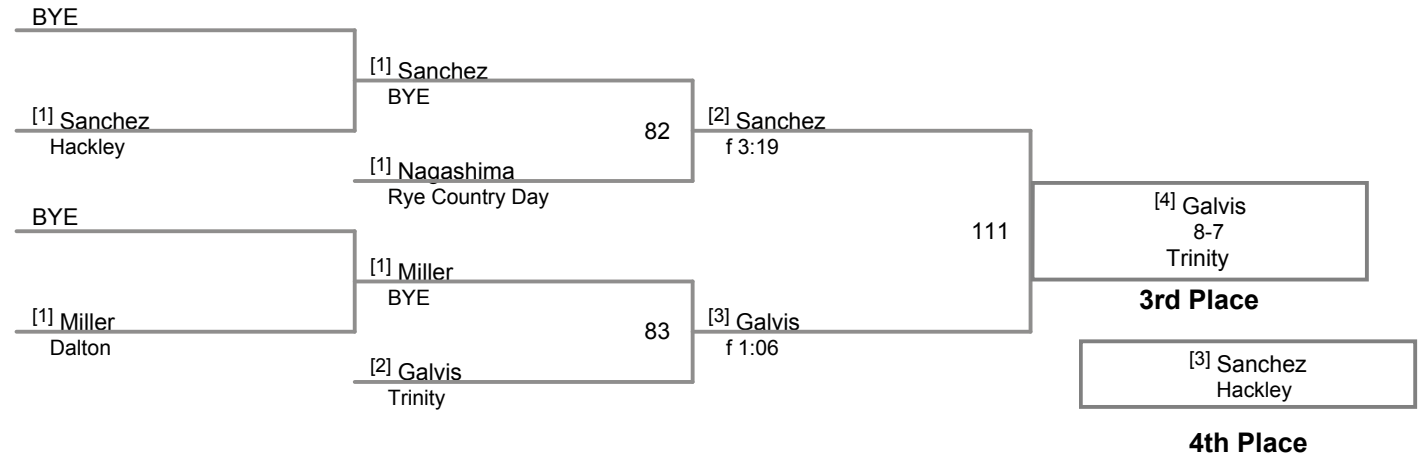 BYE
[1] Sanchez
BYE
[1] Sanchez
Hackley
82
[2] Sanchez
f 3:19
[1] Nagashima
Rye Country Day
BYE
111
[4] Galvis
8-7
Trinity
3rd Place
[1] Miller
BYE
[1] Miller
Dalton
83
[3] Galvis
f 1:06
[2] Galvis
Trinity
[3] Sanchez
Hackley
4th Place